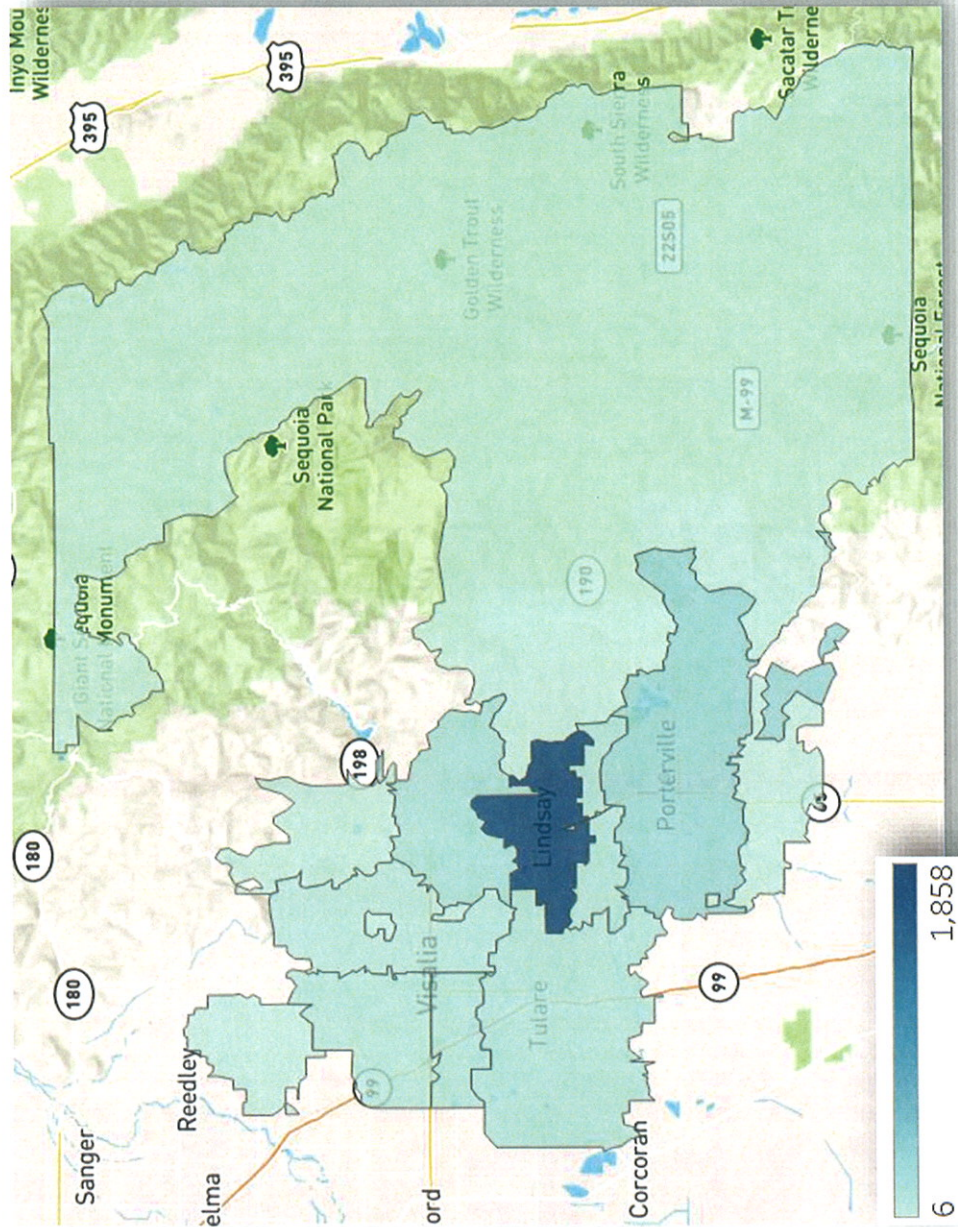 Inyo Mou
Wildernes
395
395
Sacatar Tr
Wilderne
South Sierra
Wilderness
Golden Trout
Wilderness
22S05
Sequoia
National Forest
M-99
Sequoia
National Park
Giant Sequoia
National Monument
190
198
180
180
Lindsay
Porterville
Visalia
Tulare
99
99
Reedley
Sanger
elma
ord
Corcoran
6
1,858